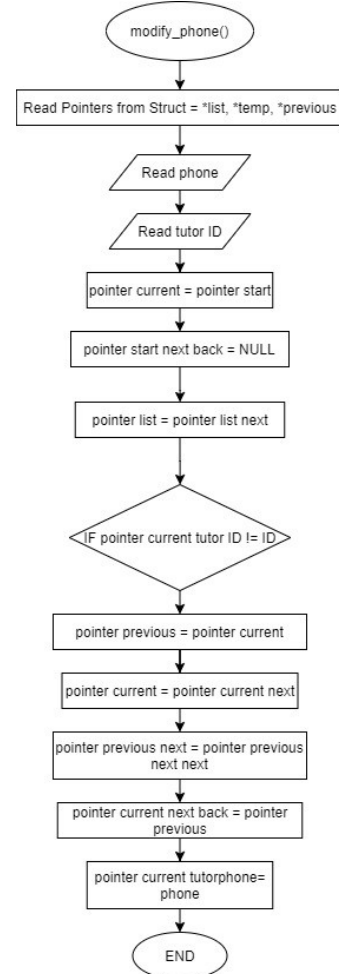 modify_phone()
Read Pointers from Struct = *list, *temp, *previous
Read phone
Read tutor ID
pointer current = pointer start
pointer start next back = NULL
pointer list = pointer list next
IF pointer current tutor ID != ID
pointer previous = pointer current
pointer current = pointer current next
pointer previous next = pointer previous
next next
pointer current next back = pointer
previous
pointer current tutorphone=
phone
END